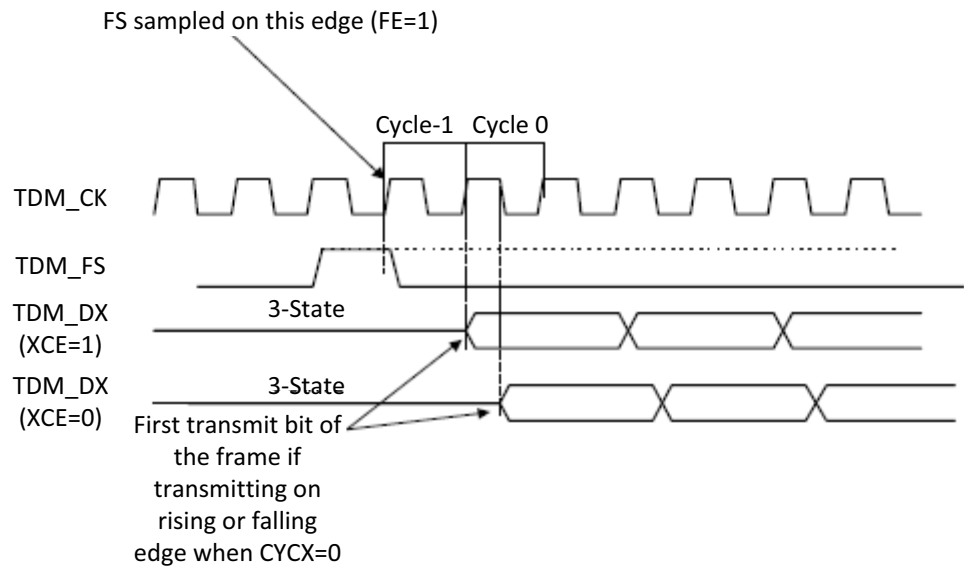 FS sampled on this edge (FE=1)
Cycle-1 Cycle 0
TDM_CK
TDM_FS
TDM_DX
(XCE=1)
3-State
TDM_DX
(XCE=0)
3-State
First transmit bit of
the frame if
transmitting on
rising or falling
edge when CYCX=0